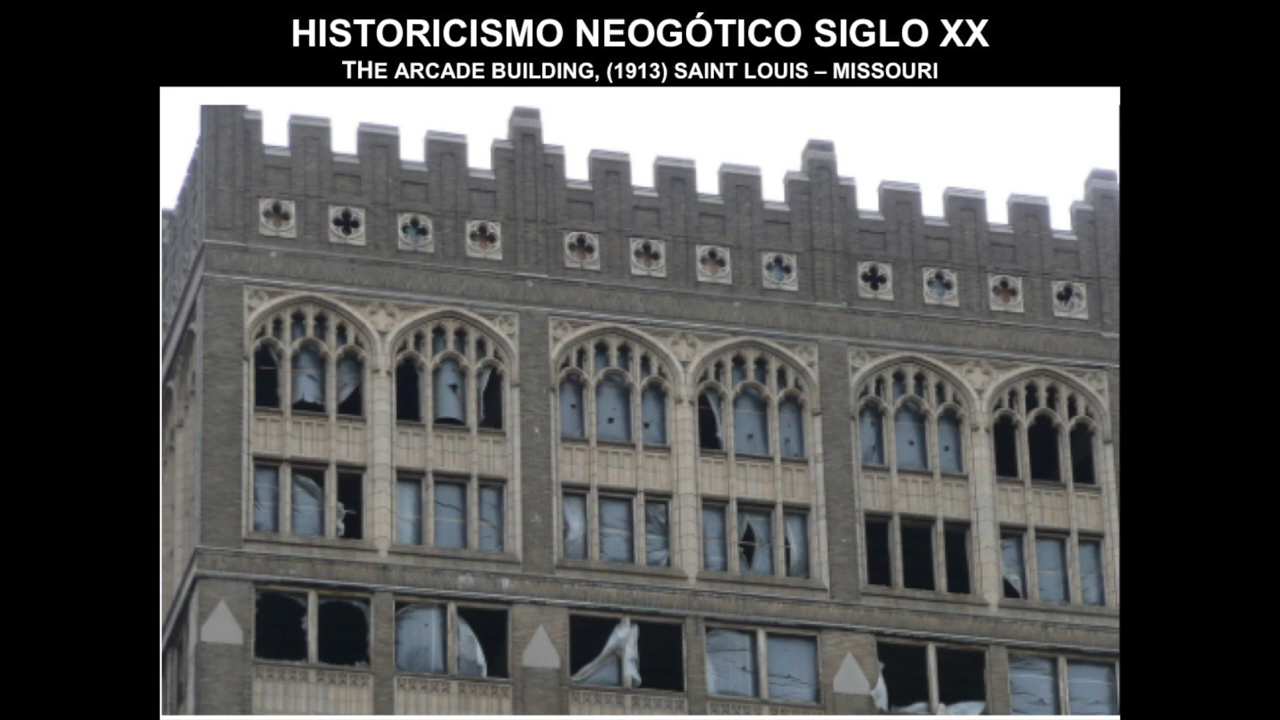 HISTORICISMO NEOGÓTICO SIGLO XX
THE ARCADE BUILDING, (1913) SAINT LOUIS – MISSOURI